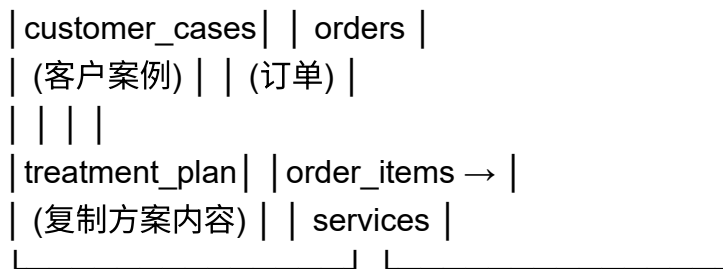 │customer_cases│ │ orders │
│ (客户案例) │ │ (订单) │
│ │ │ │
│treatment_plan│ │order_items → │
│ (复制方案内容) │ │ services │